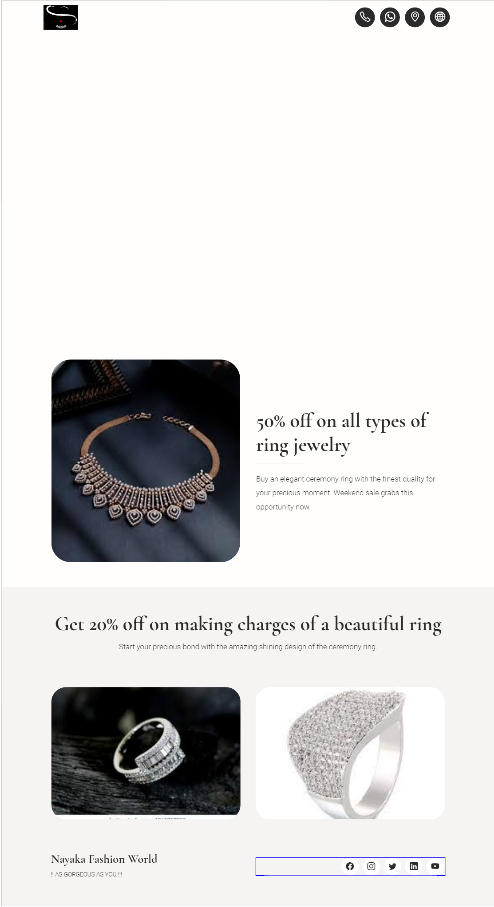 50% off on all types of
ring jewelry
Buy an elegant ceremony ring with the finest quality for
your precious moment. Weekend sale grabs this
opportunity now.
Get 20% off on making charges of a beautiful ring
Start your precious bond with the amazing shining design of the ceremony ring.
Nayaka Fashion World
!! AS GORGEOUS AS YOU !!!